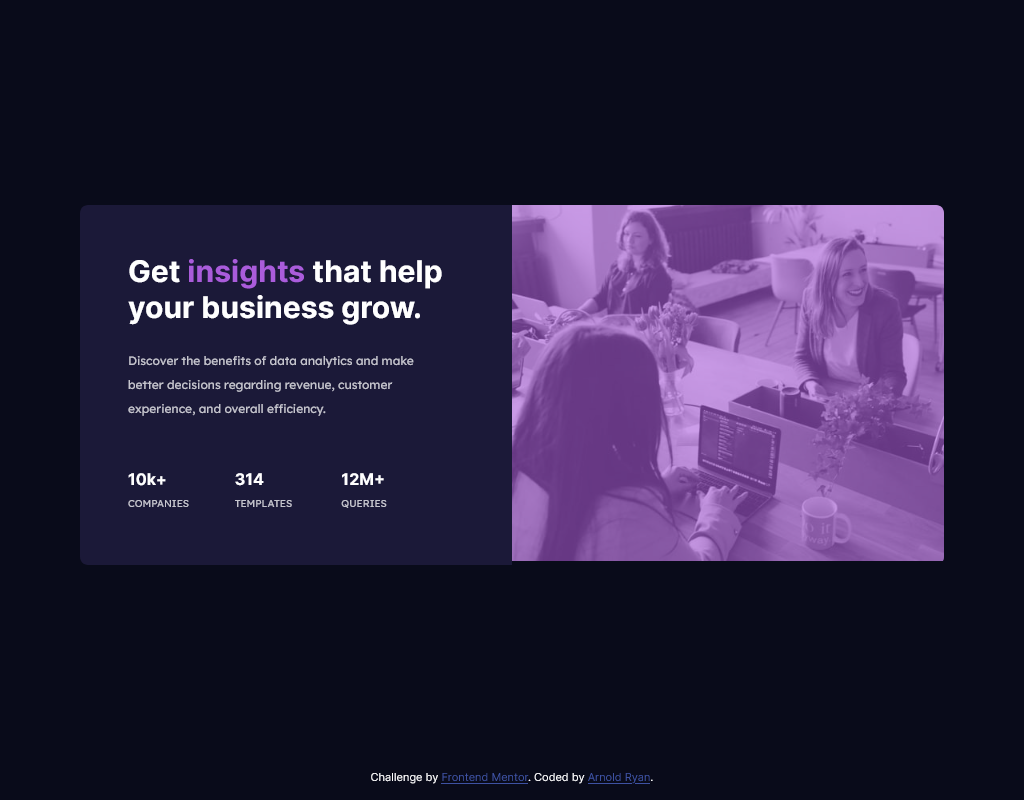 Get insights that help
your business grow.
Discover the benefits of data analytics and make
better decisions regarding revenue, customer
experience, and overall efficiency.
10k+ 314 12M+
COMPANIES TEMPLATES QUERIES
Challenge by Frontend Mentor. Coded by Arnold Ryan.